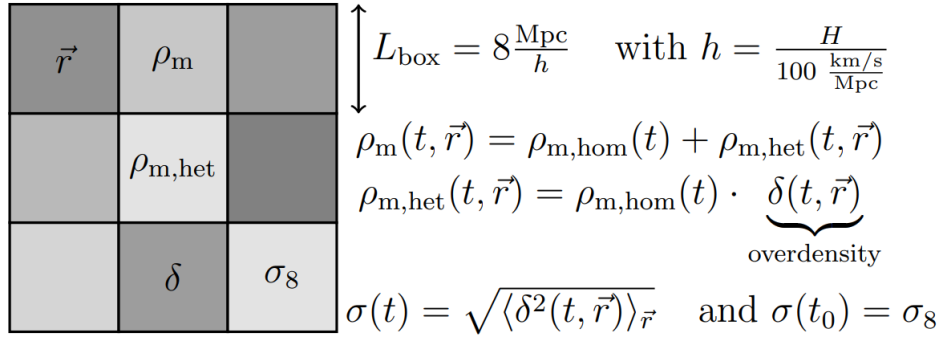 r⃗ ρ_m
ρ_m,het
δ σ_8
L_box = 8 Mpc/h with h = H/(100 (km/s)/Mpc)
ρ_m(t, r⃗) = ρ_m,hom(t) + ρ_m,het(t, r⃗)
ρ_m,het(t, r⃗) = ρ_m,hom(t) · δ(t, r⃗)
overdensity
σ(t) = √⟨δ²(t, r⃗)⟩_r⃗ and σ(t_0) = σ_8